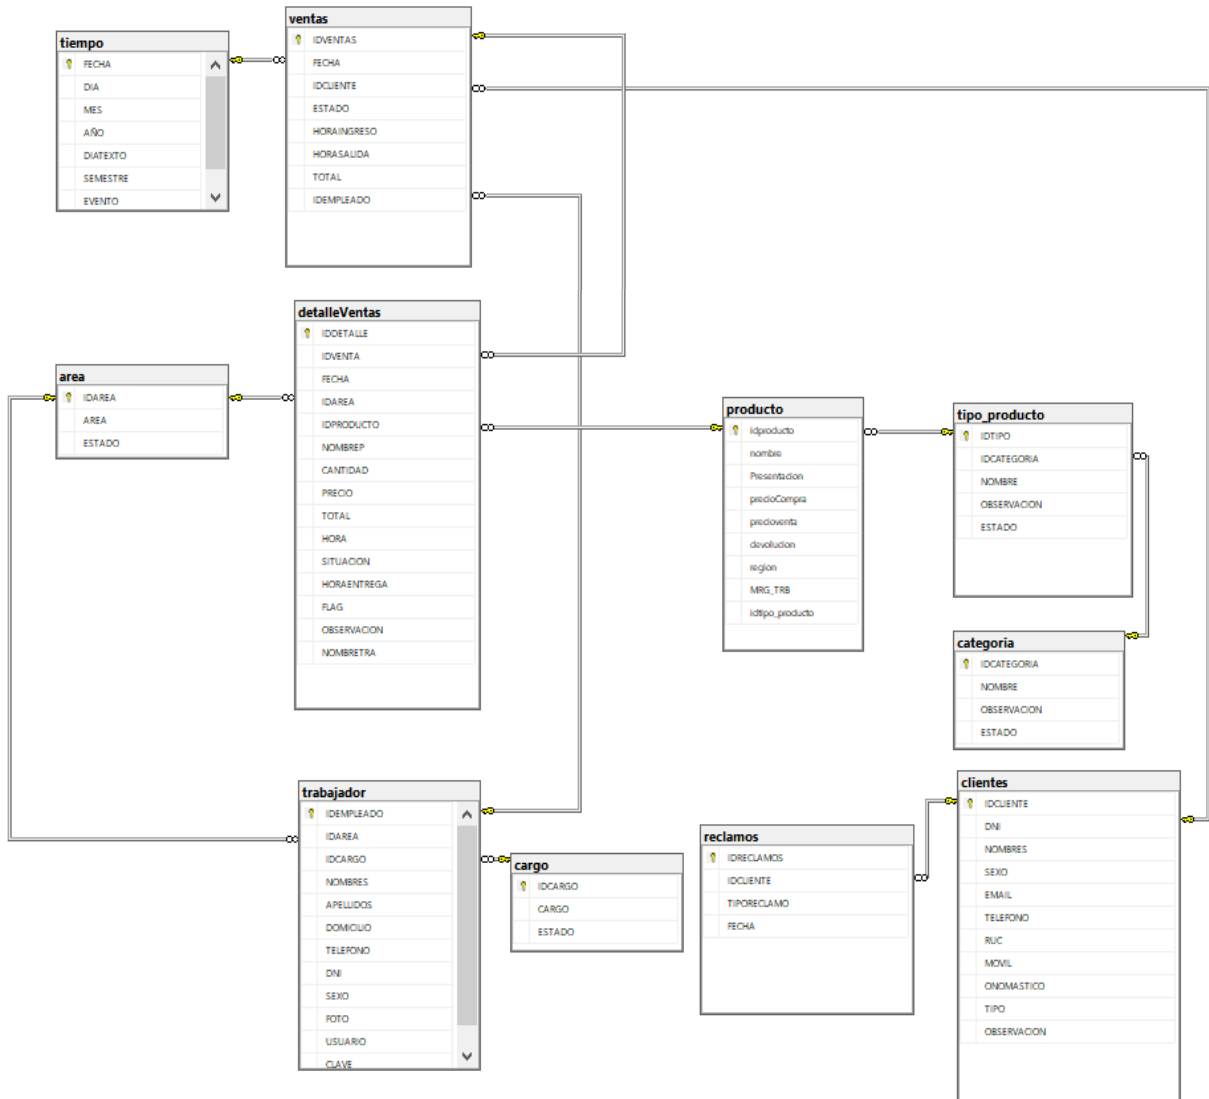 ventas
IDVENTAS
FECHA
IDCLIENTE
ESTADO
HORAINGRESO
HORASALIDA
TOTAL
IDEMPLEADO
tiempo
FECHA
DIA
MES
AÑO
DIATEXTO
SEMESTRE
EVENTO
detalleVentas
IDDETALLE
IDVENTA
FECHA
IDAREA
IDPRODUCTO
NOMBREP
CANTIDAD
PRECIO
TOTAL
HORA
SITUACION
HORAENTREGA
FLAG
OBSERVACION
NOMBRETRA
area
IDAREA
AREA
ESTADO
producto
idproducto
nombre
Presentacion
precioCompra
precioventa
devolucion
region
MRG_TRB
idtipo_producto
tipo_producto
IDTIPO
IDCATEGORIA
NOMBRE
OBSERVACION
ESTADO
categoria
IDCATEGORIA
NOMBRE
OBSERVACION
ESTADO
trabajador
IDEMPLEADO
IDAREA
IDCARGO
NOMBRES
APELLIDOS
DOMICILIO
TELEFONO
DNI
SEXO
FOTO
USUARIO
CLAVE
cargo
IDCARGO
CARGO
ESTADO
reclamos
IDRECLAMOS
IDCLIENTE
TIPORECLAMO
FECHA
clientes
IDCLIENTE
DNI
NOMBRES
SEXO
EMAIL
TELEFONO
RUC
MOVIL
ONOMASTICO
TIPO
OBSERVACION